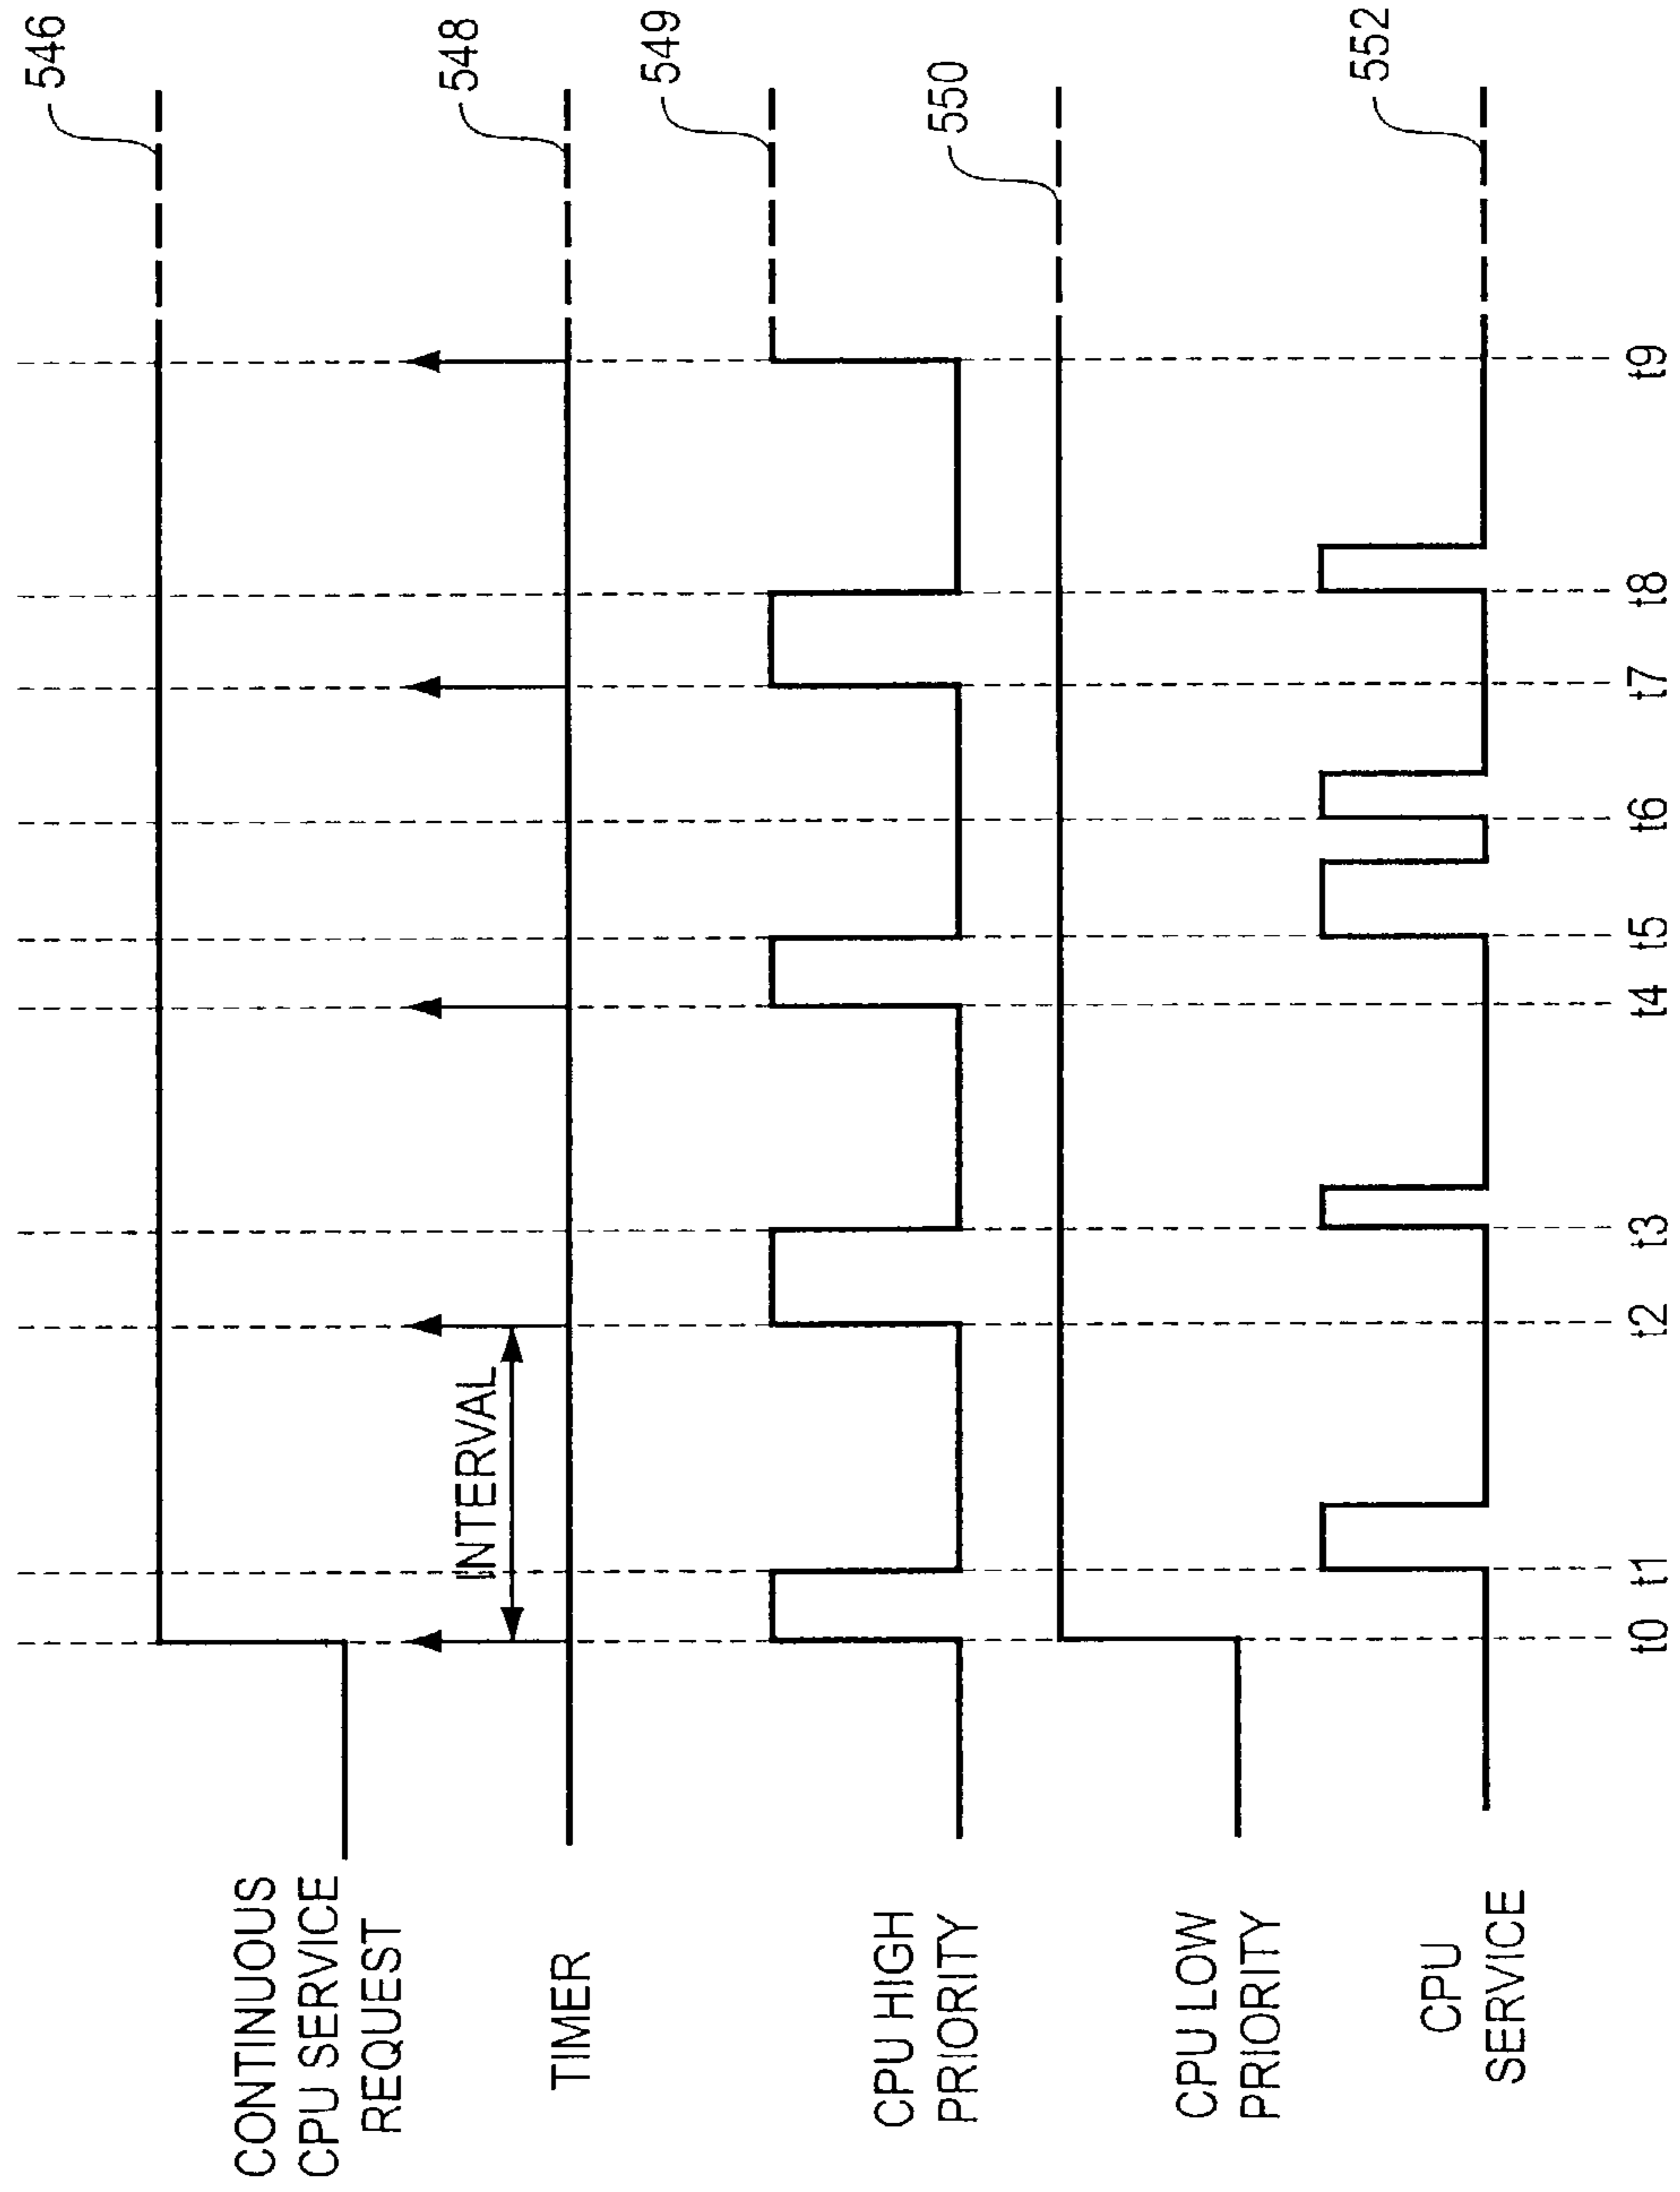 CONTINUOUS
CPU SERVICE
REQUEST
546
TIMER
INTERVAL
548
CPU HIGH
PRIORITY
549
CPU LOW
PRIORITY
550
CPU
SERVICE
552
t0 t1 t2 t3 t4 t5 t6 t7 t8 t9